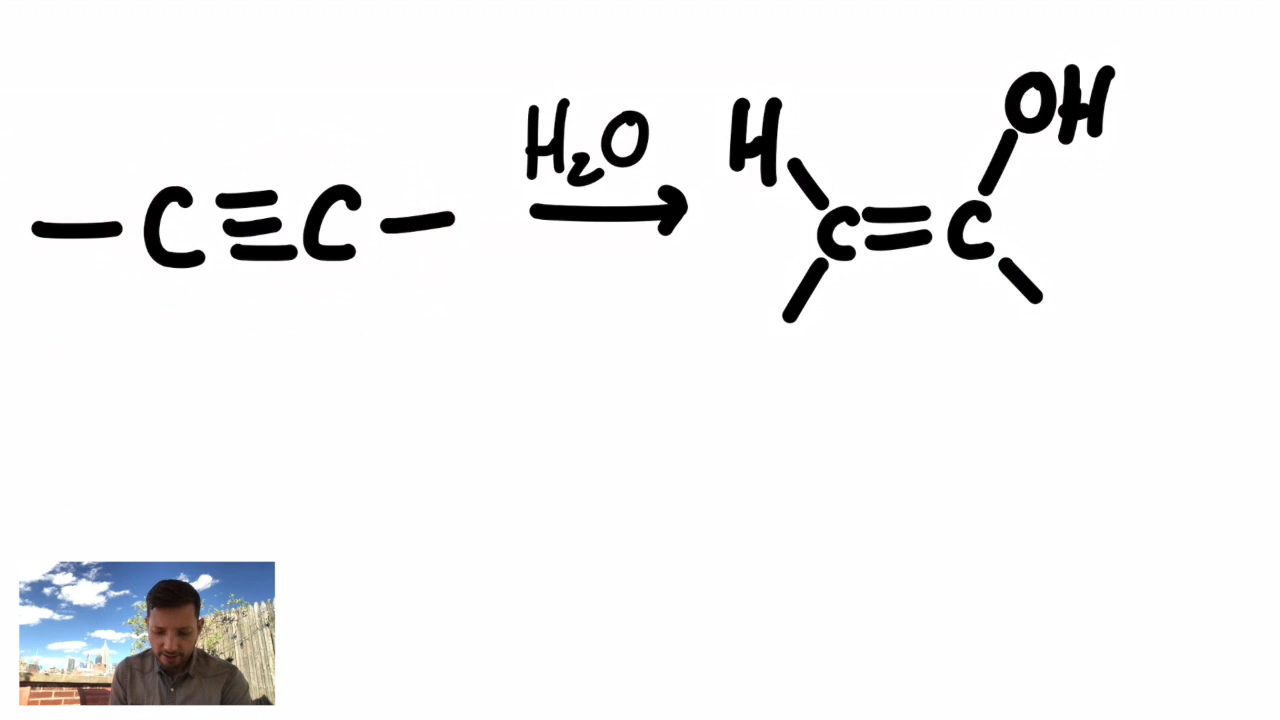 H₂O
H OH
—C≡C— → C=C